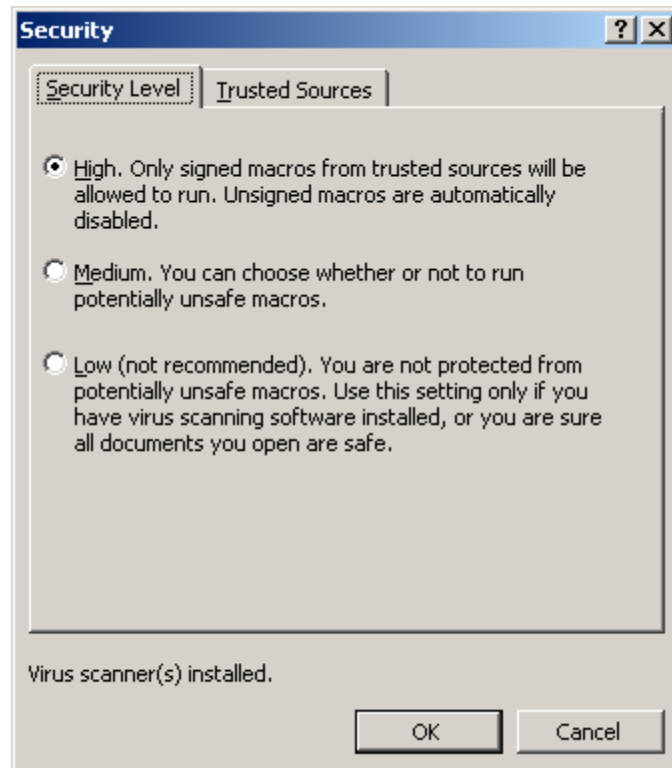 Security
Security Level
Trusted Sources
High. Only signed macros from trusted sources will be
allowed to run. Unsigned macros are automatically
disabled.
Medium. You can choose whether or not to run
potentially unsafe macros.
Low (not recommended). You are not protected from
potentially unsafe macros. Use this setting only if you
have virus scanning software installed, or you are sure
all documents you open are safe.
Virus scanner(s) installed.
OK
Cancel